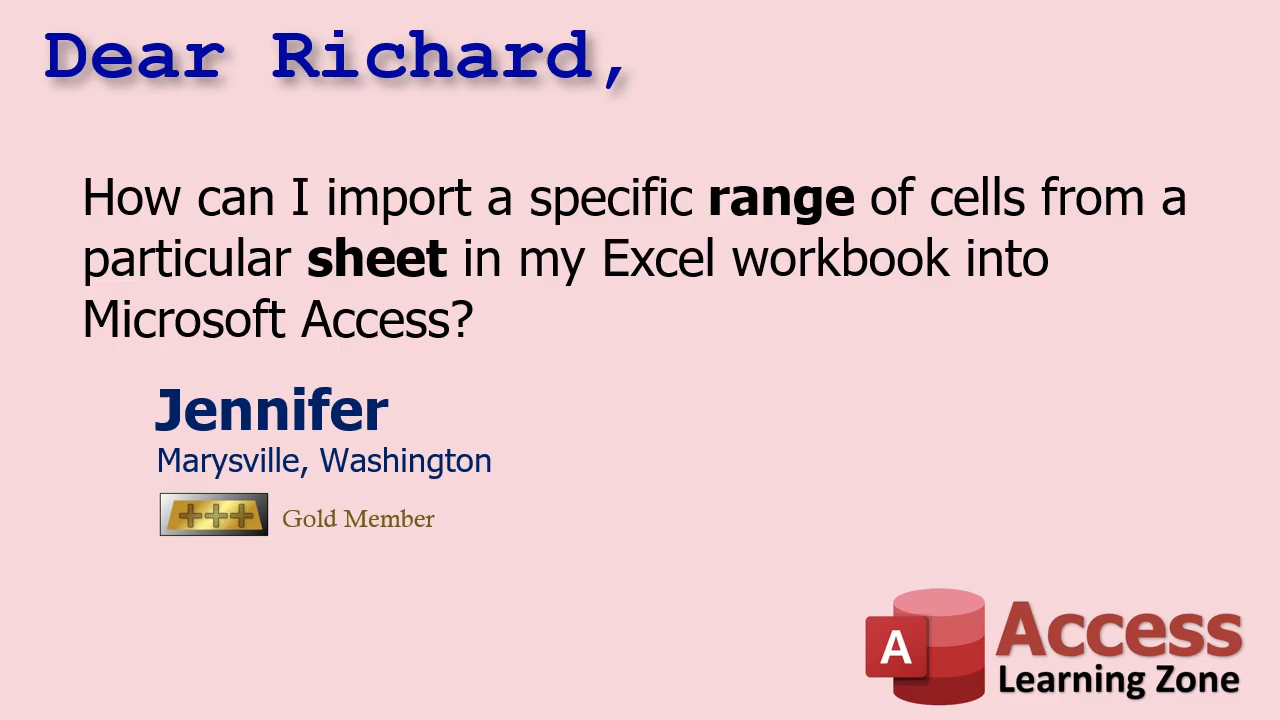 Dear Richard,
How can I import a specific range of cells from a
particular sheet in my Excel workbook into
Microsoft Access?
Jennifer
Marysville, Washington
+++ Gold Member
A Access
Learning Zone